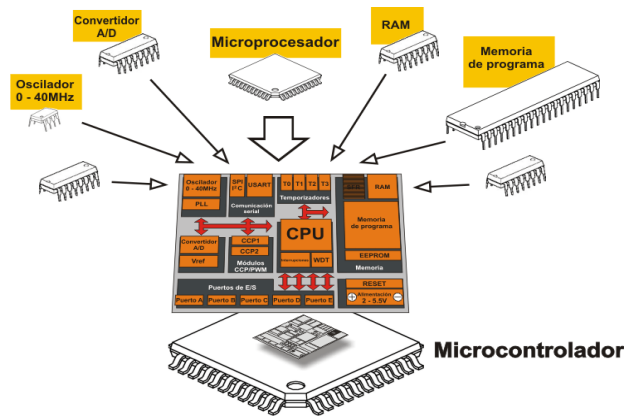 Convertidor
A/D
Microprocesador
RAM
Memoria
de programa
Oscilador
0 - 40MHz
Oscilador
0 - 40MHz
PLL
SPI
I²C
USART
Comunicación
serial
T0 T1 T2 T3
Temporizadores
RAM
Memoria
de programa
EEPROM
Memoria
Convertidor
A/D
Vref
CCP1
CCP2
Módulos
CCP/PWM
CPU
Interrupciones
WDT
Puertos de E/S
Puerto A Puerto B Puerto C Puerto D Puerto E
RESET
Alimentación
2 - 5.5V
Microcontrolador